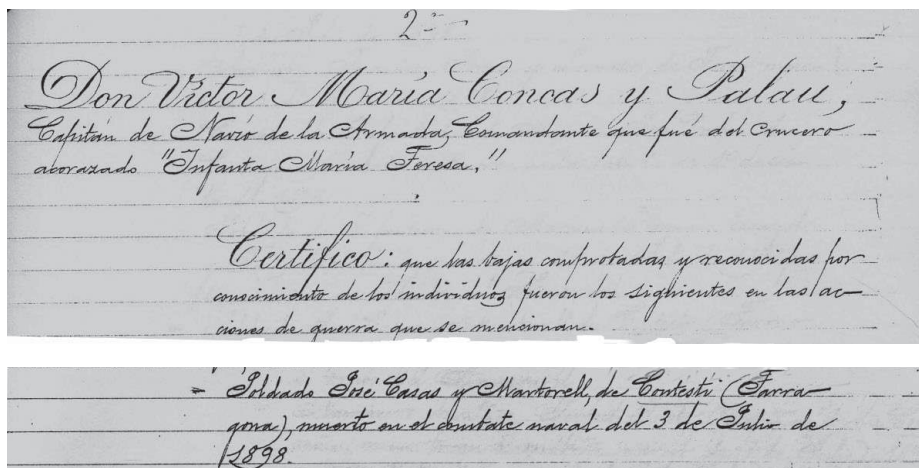 2ª
Don Victor María Concas y Palau,
Capitán de Navío de la Armada, Comandante que fué del Crucero
acorazado "Infanta María Teresa,"
Certifico: que las bajas comprobadas y reconocidas por
conocimiento de los individuos fueron los siguientes en las ac-
ciones de guerra que se mencionan.
= Soldado José Casas y Martorell, de Contestí (Tarra-
gona), muerto en el combate naval del 3 de Julio de
1898.